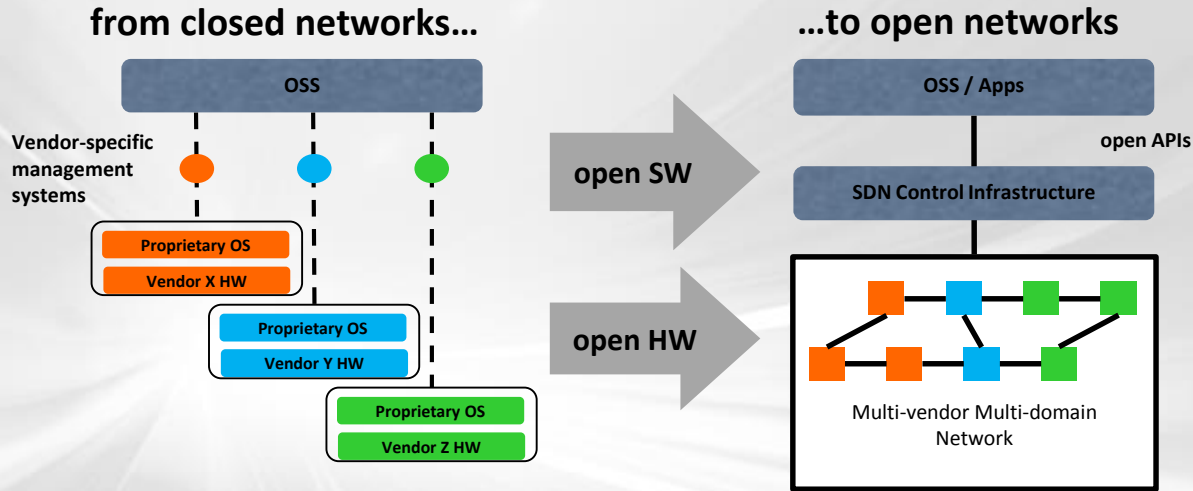 from closed networks…
OSS
Vendor-specific
management
systems
Proprietary OS
Vendor X HW
Proprietary OS
Vendor Y HW
Proprietary OS
Vendor Z HW
open SW
open HW
…to open networks
OSS / Apps
open APIs
SDN Control Infrastructure
Multi-vendor Multi-domain
Network